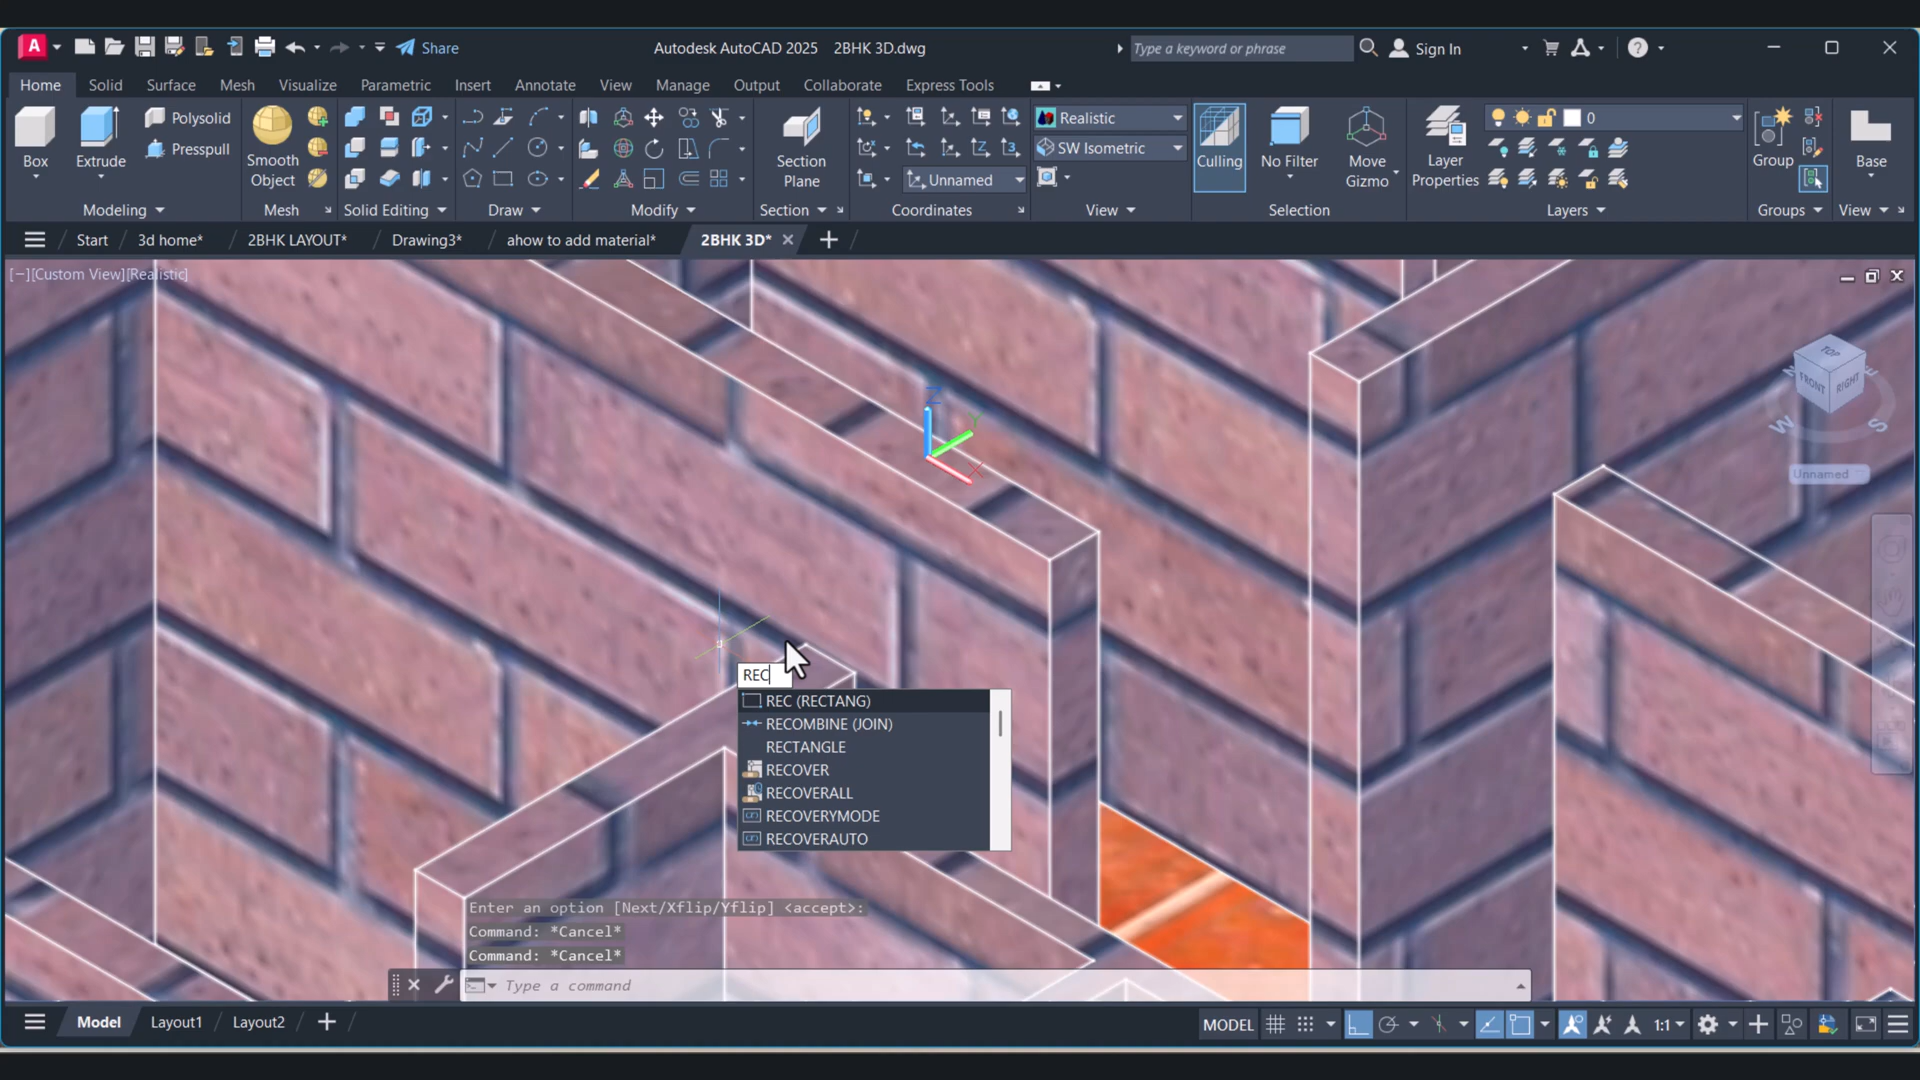 A
Share
Autodesk AutoCAD 2025 2BHK 3D.dwg
Type a keyword or phrase
Sign In
Home Solid Surface Mesh Visualize Parametric Insert Annotate View Manage Output Collaborate Express Tools
Box
Extrude
Polysolid
Presspull
Smooth
Object
Section
Plane
Unnamed
Realistic
SW Isometric
Culling
No Filter
Move
Gizmo
Layer
Properties
0
Group
Base
Modeling
Mesh
Solid Editing
Draw
Modify
Section
Coordinates
View
Selection
Layers
Groups
View
Start 3d home* 2BHK LAYOUT* Drawing3* ahow to add material* 2BHK 3D*
[−][Custom View][Realistic]
TOP
FRONT RIGHT
W S
Unnamed
Z
Y
X
REC
REC (RECTANG)
RECOMBINE (JOIN)
RECTANGLE
RECOVER
RECOVERALL
RECOVERYMODE
RECOVERAUTO
Enter an option [Next/Xflip/Yflip] <accept>:
Command: *Cancel*
Command: *Cancel*
Type a command
Model Layout1 Layout2
MODEL
1:1